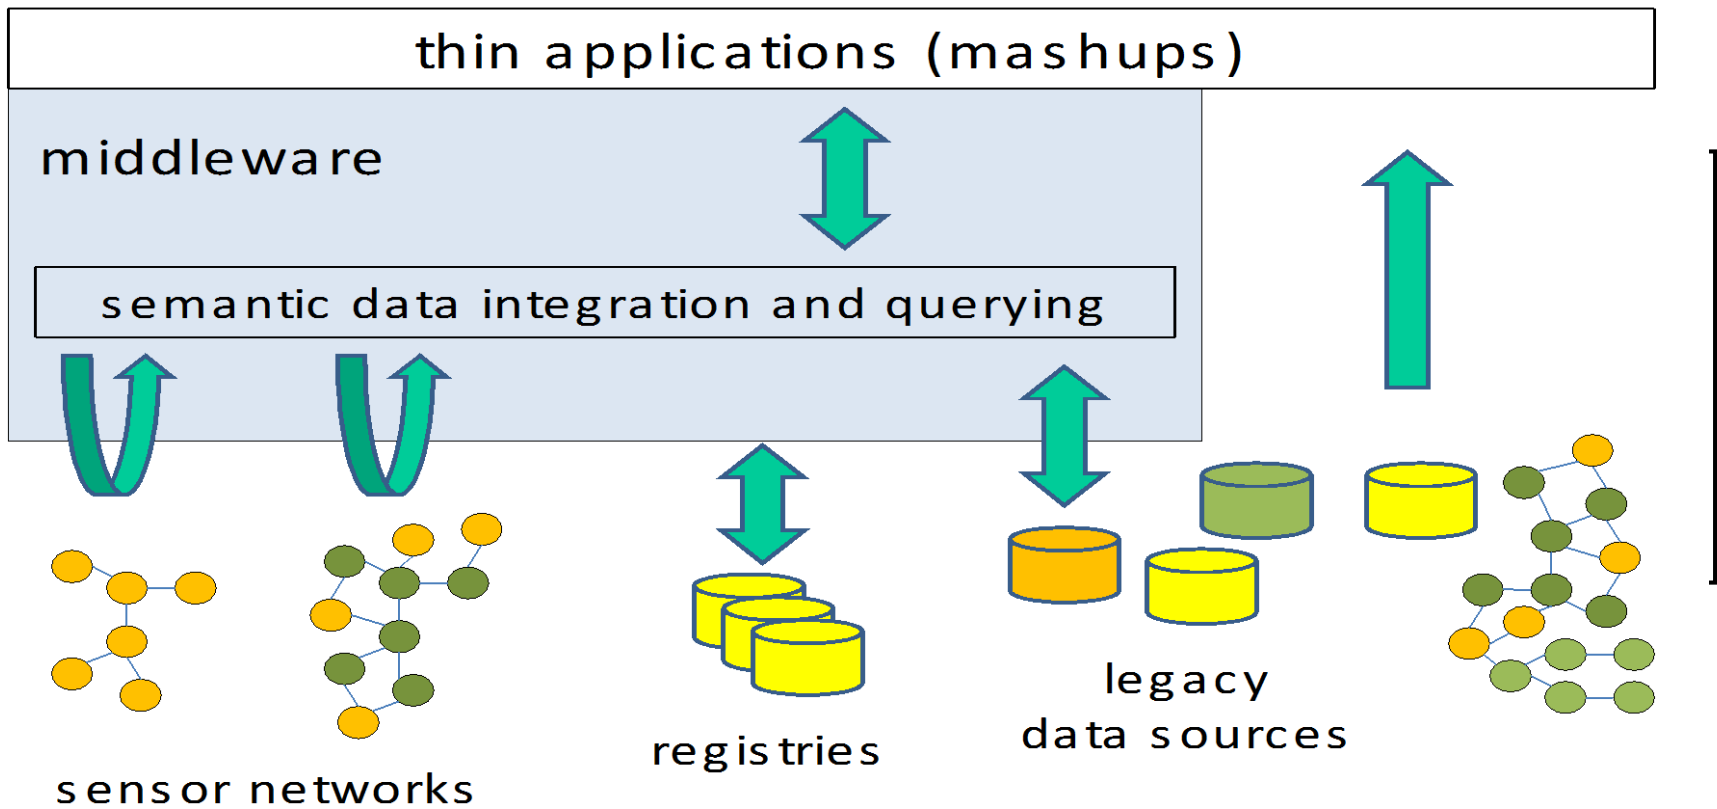 thin applications (mashups)
middleware
semantic data integration and querying
legacy
data sources
registries
sensor networks